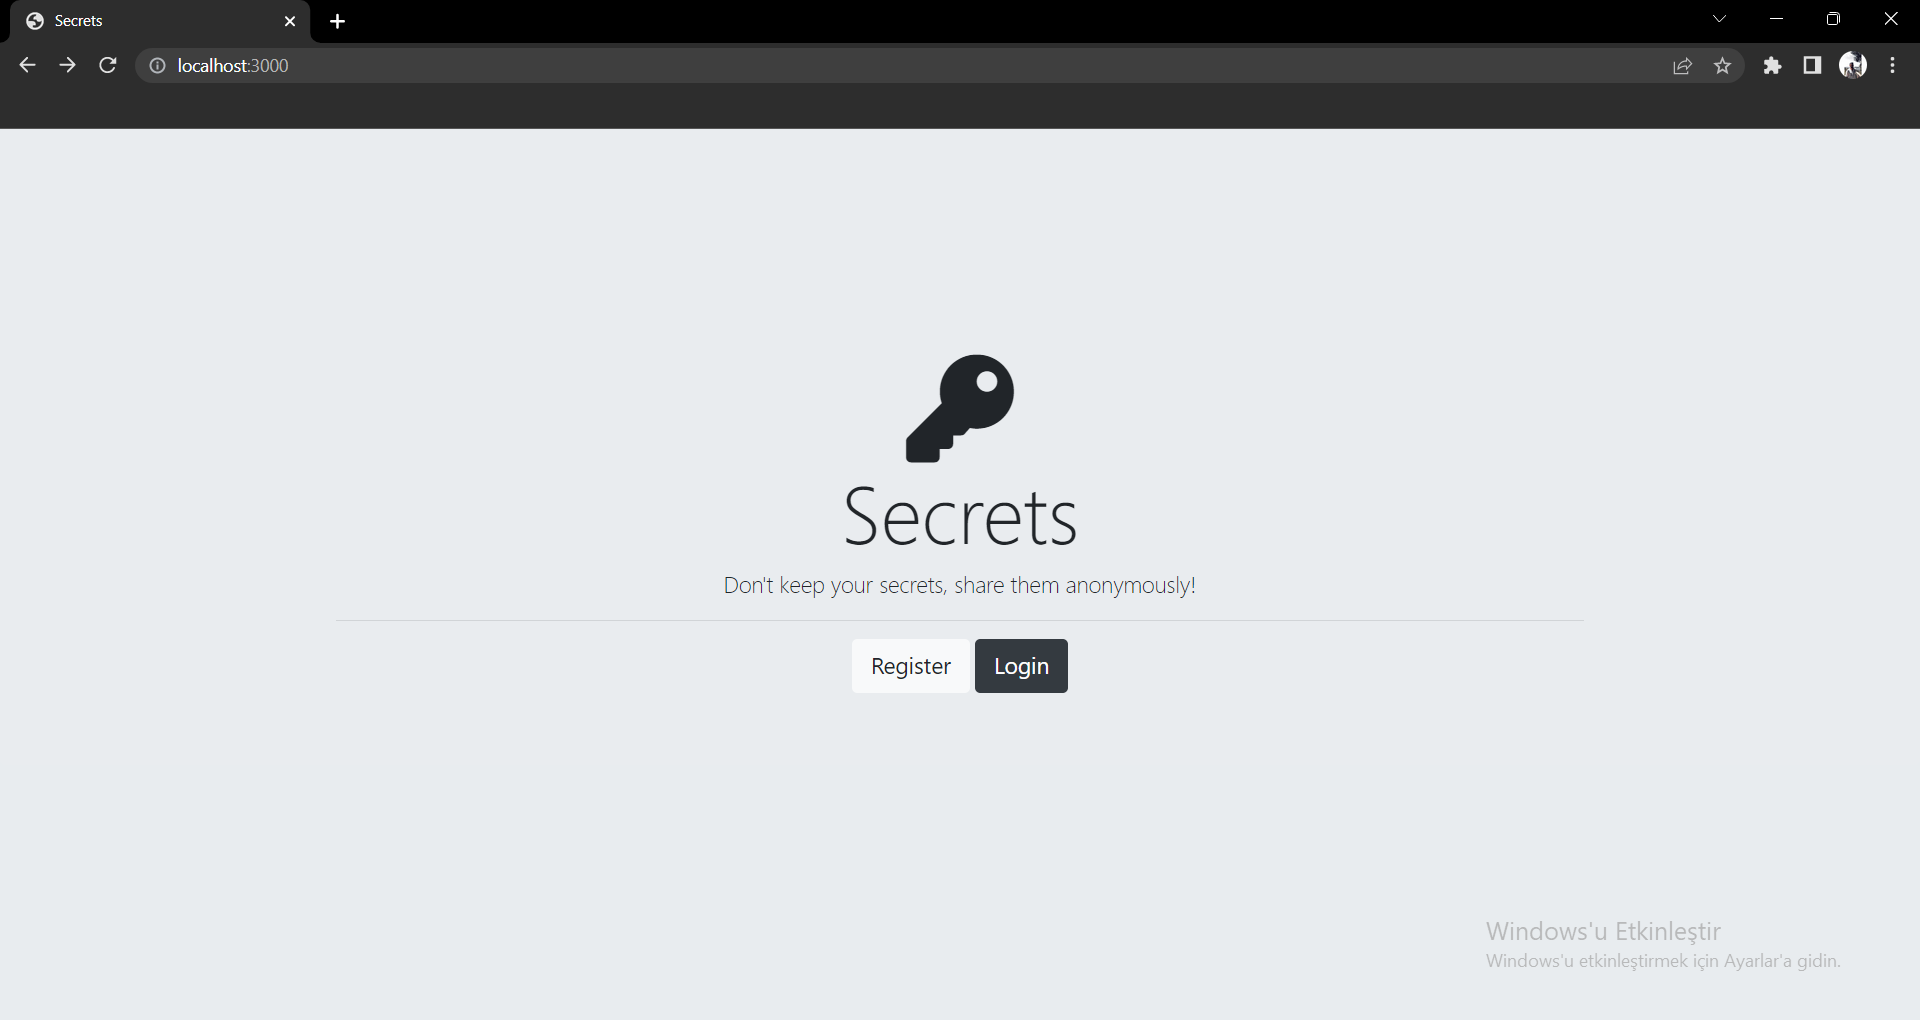 Secrets
localhost:3000
Secrets
Don't keep your secrets, share them anonymously!
Register Login
Windows'u Etkinleştir
Windows'u etkinleştirmek için Ayarlar'a gidin.